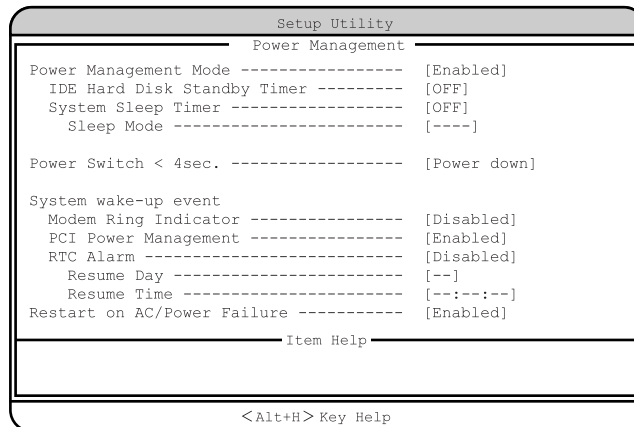 Setup Utility
Power Management
Power Management Mode ----------------- [Enabled]
IDE Hard Disk Standby Timer --------- [OFF]
System Sleep Timer ------------------ [OFF]
Sleep Mode ------------------------ [----]
Power Switch < 4sec. ------------------ [Power down]
System wake-up event
Modem Ring Indicator ---------------- [Disabled]
PCI Power Management ---------------- [Enabled]
RTC Alarm --------------------------- [Disabled]
Resume Day ------------------------ [--]
Resume Time ----------------------- [--:--:--]
Restart on AC/Power Failure ----------- [Enabled]
Item Help
<Alt+H> Key Help